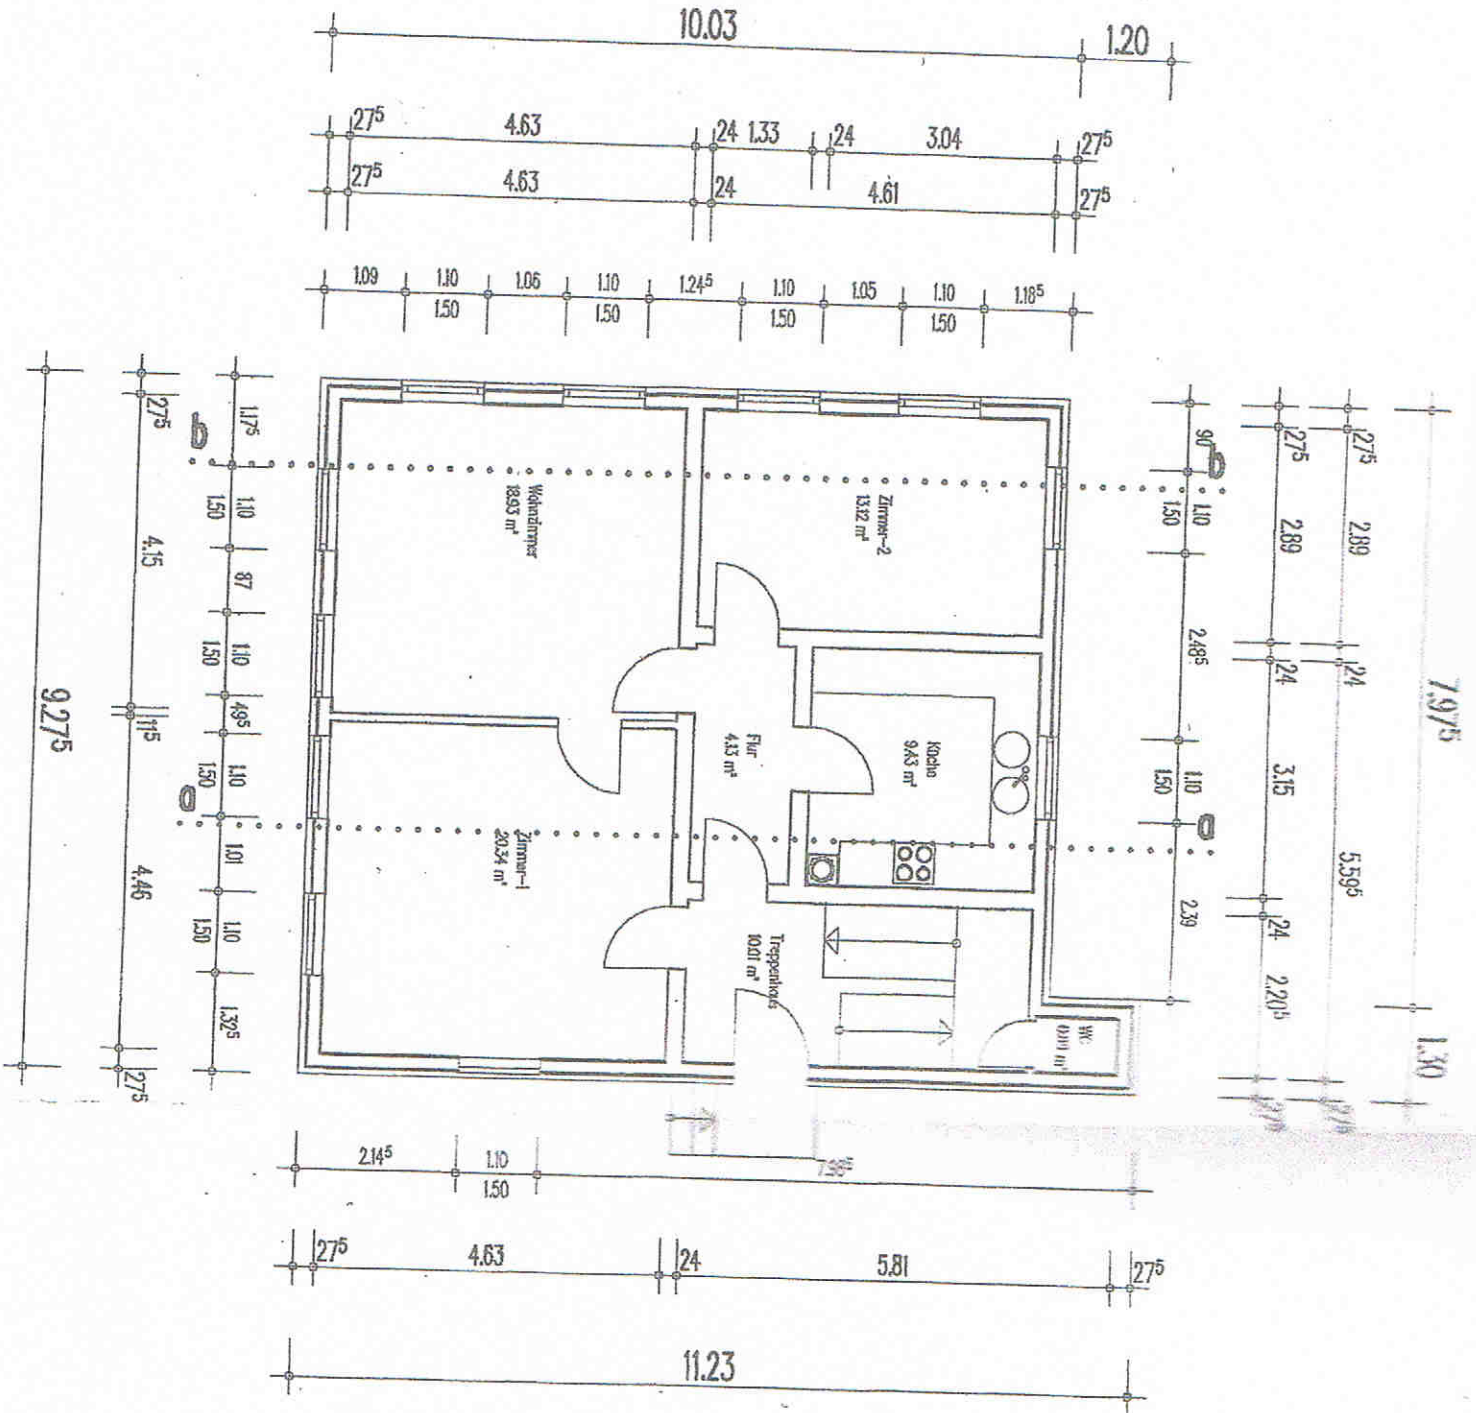 10.03
1.20
27⁵ 4.63 24 1.33 24 3.04 27⁵
27⁵ 4.63 24 4.61 27⁵
1.09 1.10 1.06 1.10 1.24⁵ 1.10 1.05 1.10 1.18⁵
1.50 1.50 1.50 1.50
9.27⁵
27⁵
4.15
11⁵
4.46
27⁵
1.17⁵
1.10
1.50
87
1.10
1.50
49⁵
1.10
1.50
1.01
1.10
1.50
1.32⁵
b
a
Wohnzimmer
18.93 m²
Zimmer-2
13.12 m²
Flur
4.13 m²
Küche
9.43 m²
Zimmer-1
20.34 m²
Treppenhaus
10.01 m²
WC
b
a
90
1.10
1.50
2.48⁵
1.10
1.50
2.39
27⁵
2.89
24
3.15
24
2.20⁵
27⁵
27⁵
2.89
24
5.59⁵
27⁵
7.97⁵
1.30
2.14⁵ 1.10 7.98⁵
1.50
27⁵ 4.63 24 5.81 27⁵
11.23